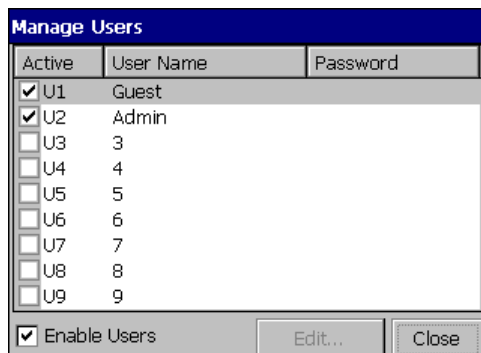 Manage Users
Active User Name Password
U1 Guest
U2 Admin
U3 3
U4 4
U5 5
U6 6
U7 7
U8 8
U9 9
Enable Users Edit... Close